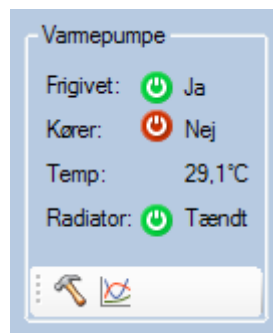 Varmepumpe
Frigivet: Ja
Kører: Nej
Temp: 29,1°C
Radiator: Tændt